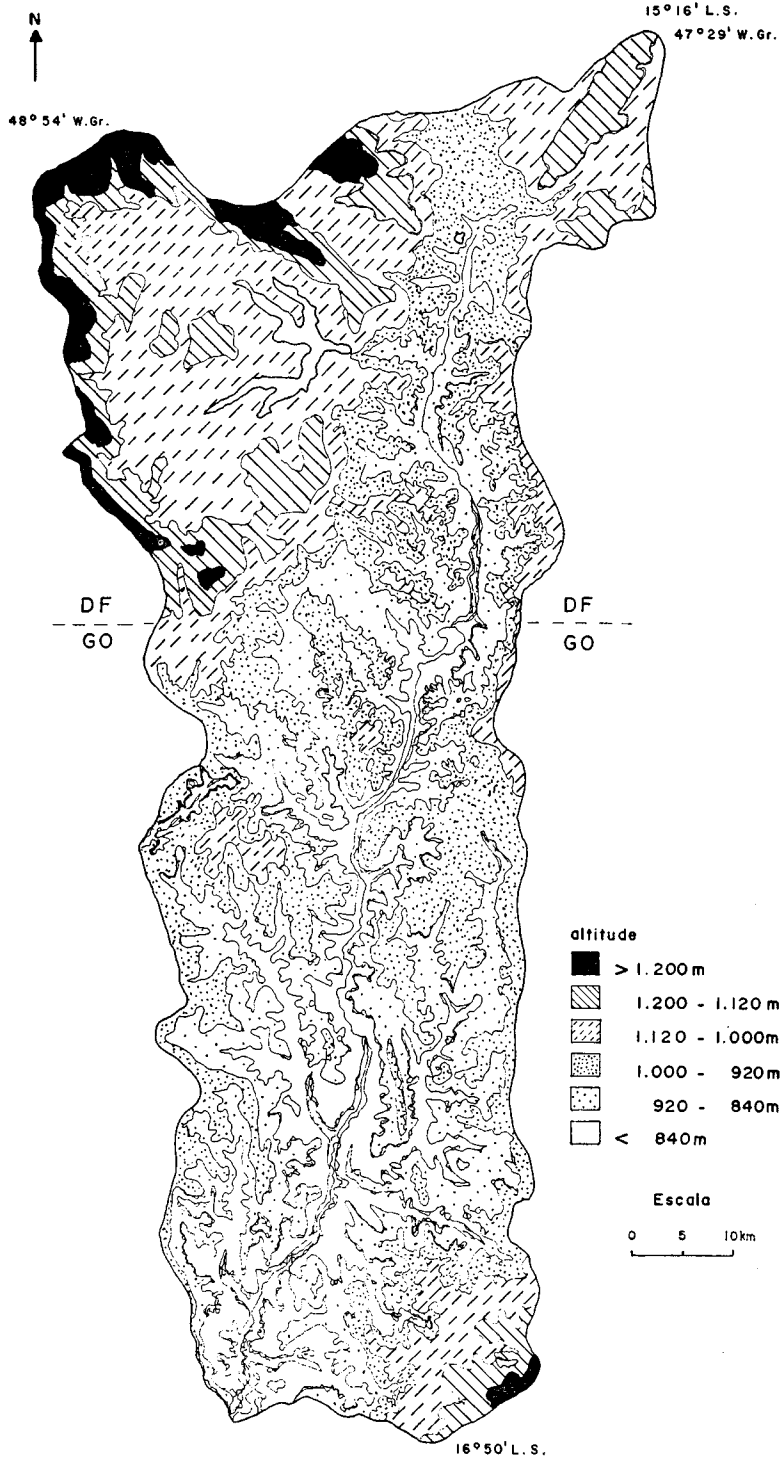 15°16' L.S.
N
47°29' W.Gr.
48°54' W.Gr.
DF
DF
GO
GO
altitude
> 1.200m
1.200 - 1.120m
1.120 - 1.000m
1.000 - 920m
920 - 840m
< 840m
Escala
0 5 10km
16°50' L.S.